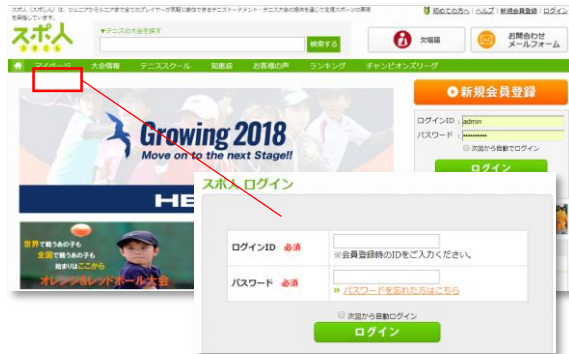 スポ人（スポジン）は、ジュニアからシニアまで全てのプレイヤーが気軽に参加できるテニストーナメント・テニス大会の提供を通じて生涯スポーツの実現
を目指しています。
初めての方へ | ヘルプ | 新規会員登録 | ログイン
スポ人
▼テニスの大会を探す
検索する
欠場届
お問合わせ
メールフォーム
マイページ 大会情報 テニススクール 知恵袋 お客様の声 ランキング チャンピオンズリーグ
Growing 2018
Move on to the next Stage!!
HE
新規会員登録
ログインID : admin
パスワード :
次回から自動でログイン
ログイン
世界で戦うあの子も
全国で戦うあの子も
始まりはここから
オレンジ&レッドボール大会
スポ人 ログイン
ログインID 必須
※会員登録時のIDをご入力ください。
パスワード 必須
» パスワードを忘れた方はこちら
次回から自動ログイン
ログイン